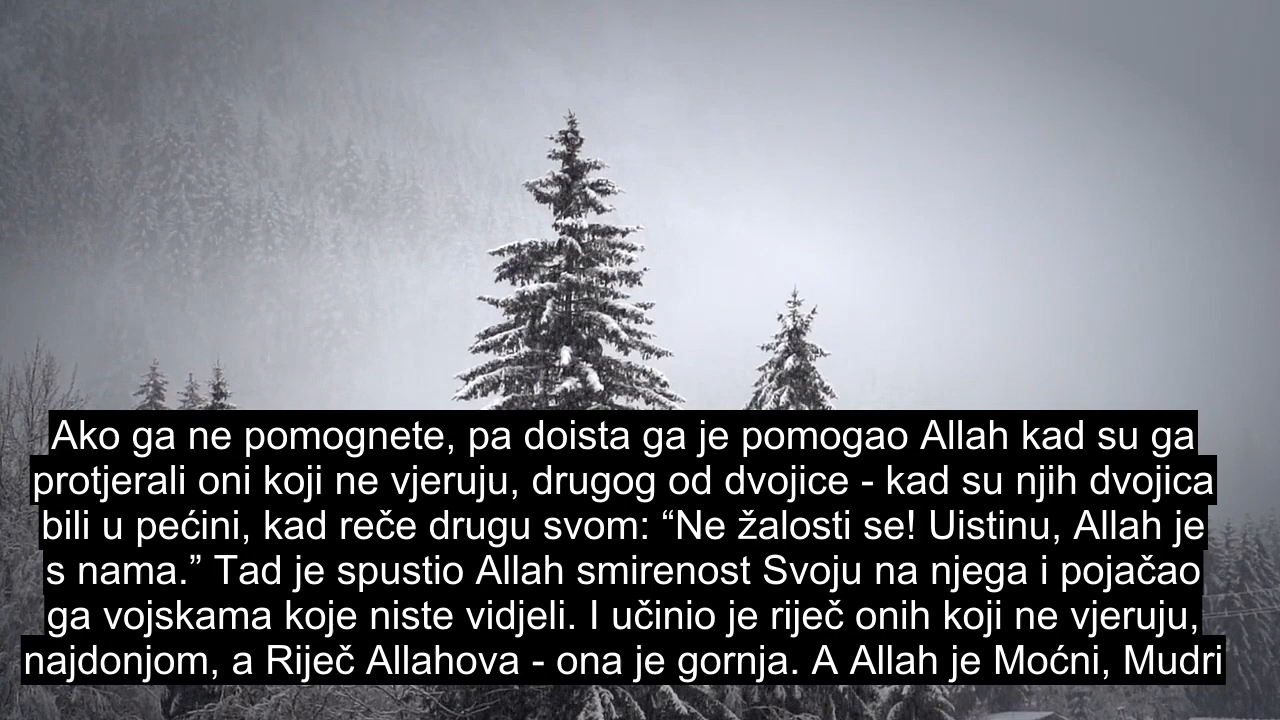 Ako ga ne pomognete, pa doista ga je pomogao Allah kad su ga
protjerali oni koji ne vjeruju, drugog od dvojice - kad su njih dvojica
bili u pećini, kad reče drugu svom: “Ne žalosti se! Uistinu, Allah je
s nama.” Tad je spustio Allah smirenost Svoju na njega i pojačao
ga vojskama koje niste vidjeli. I učinio je riječ onih koji ne vjeruju,
najdonjom, a Riječ Allahova - ona je gornja. A Allah je Moćni, Mudri